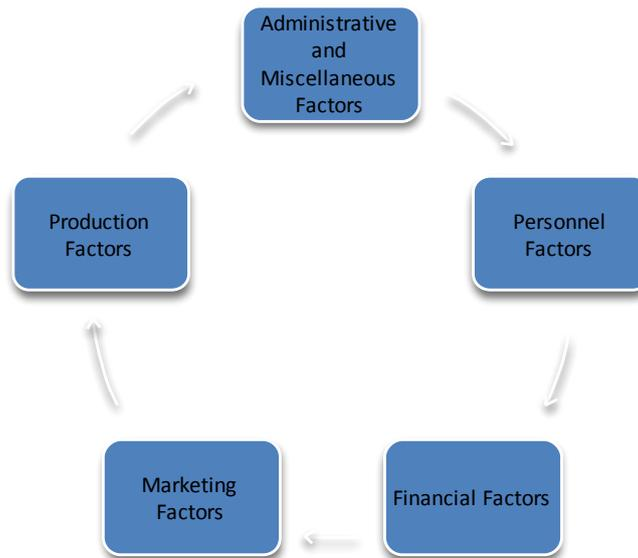 Administrative
and
Miscellaneous
Factors
Personnel
Factors
Financial Factors
Marketing
Factors
Production
Factors